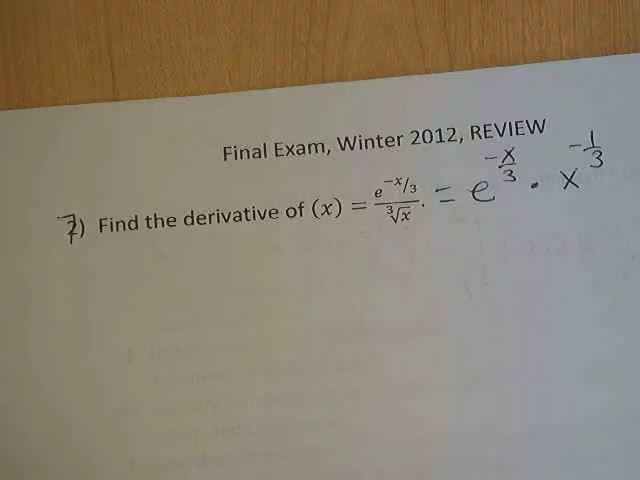 Final Exam, Winter 2012, REVIEW
7) Find the derivative of (x) = e^{-x/3} / ∛x. = e^{-x/3} · x^{-1/3}